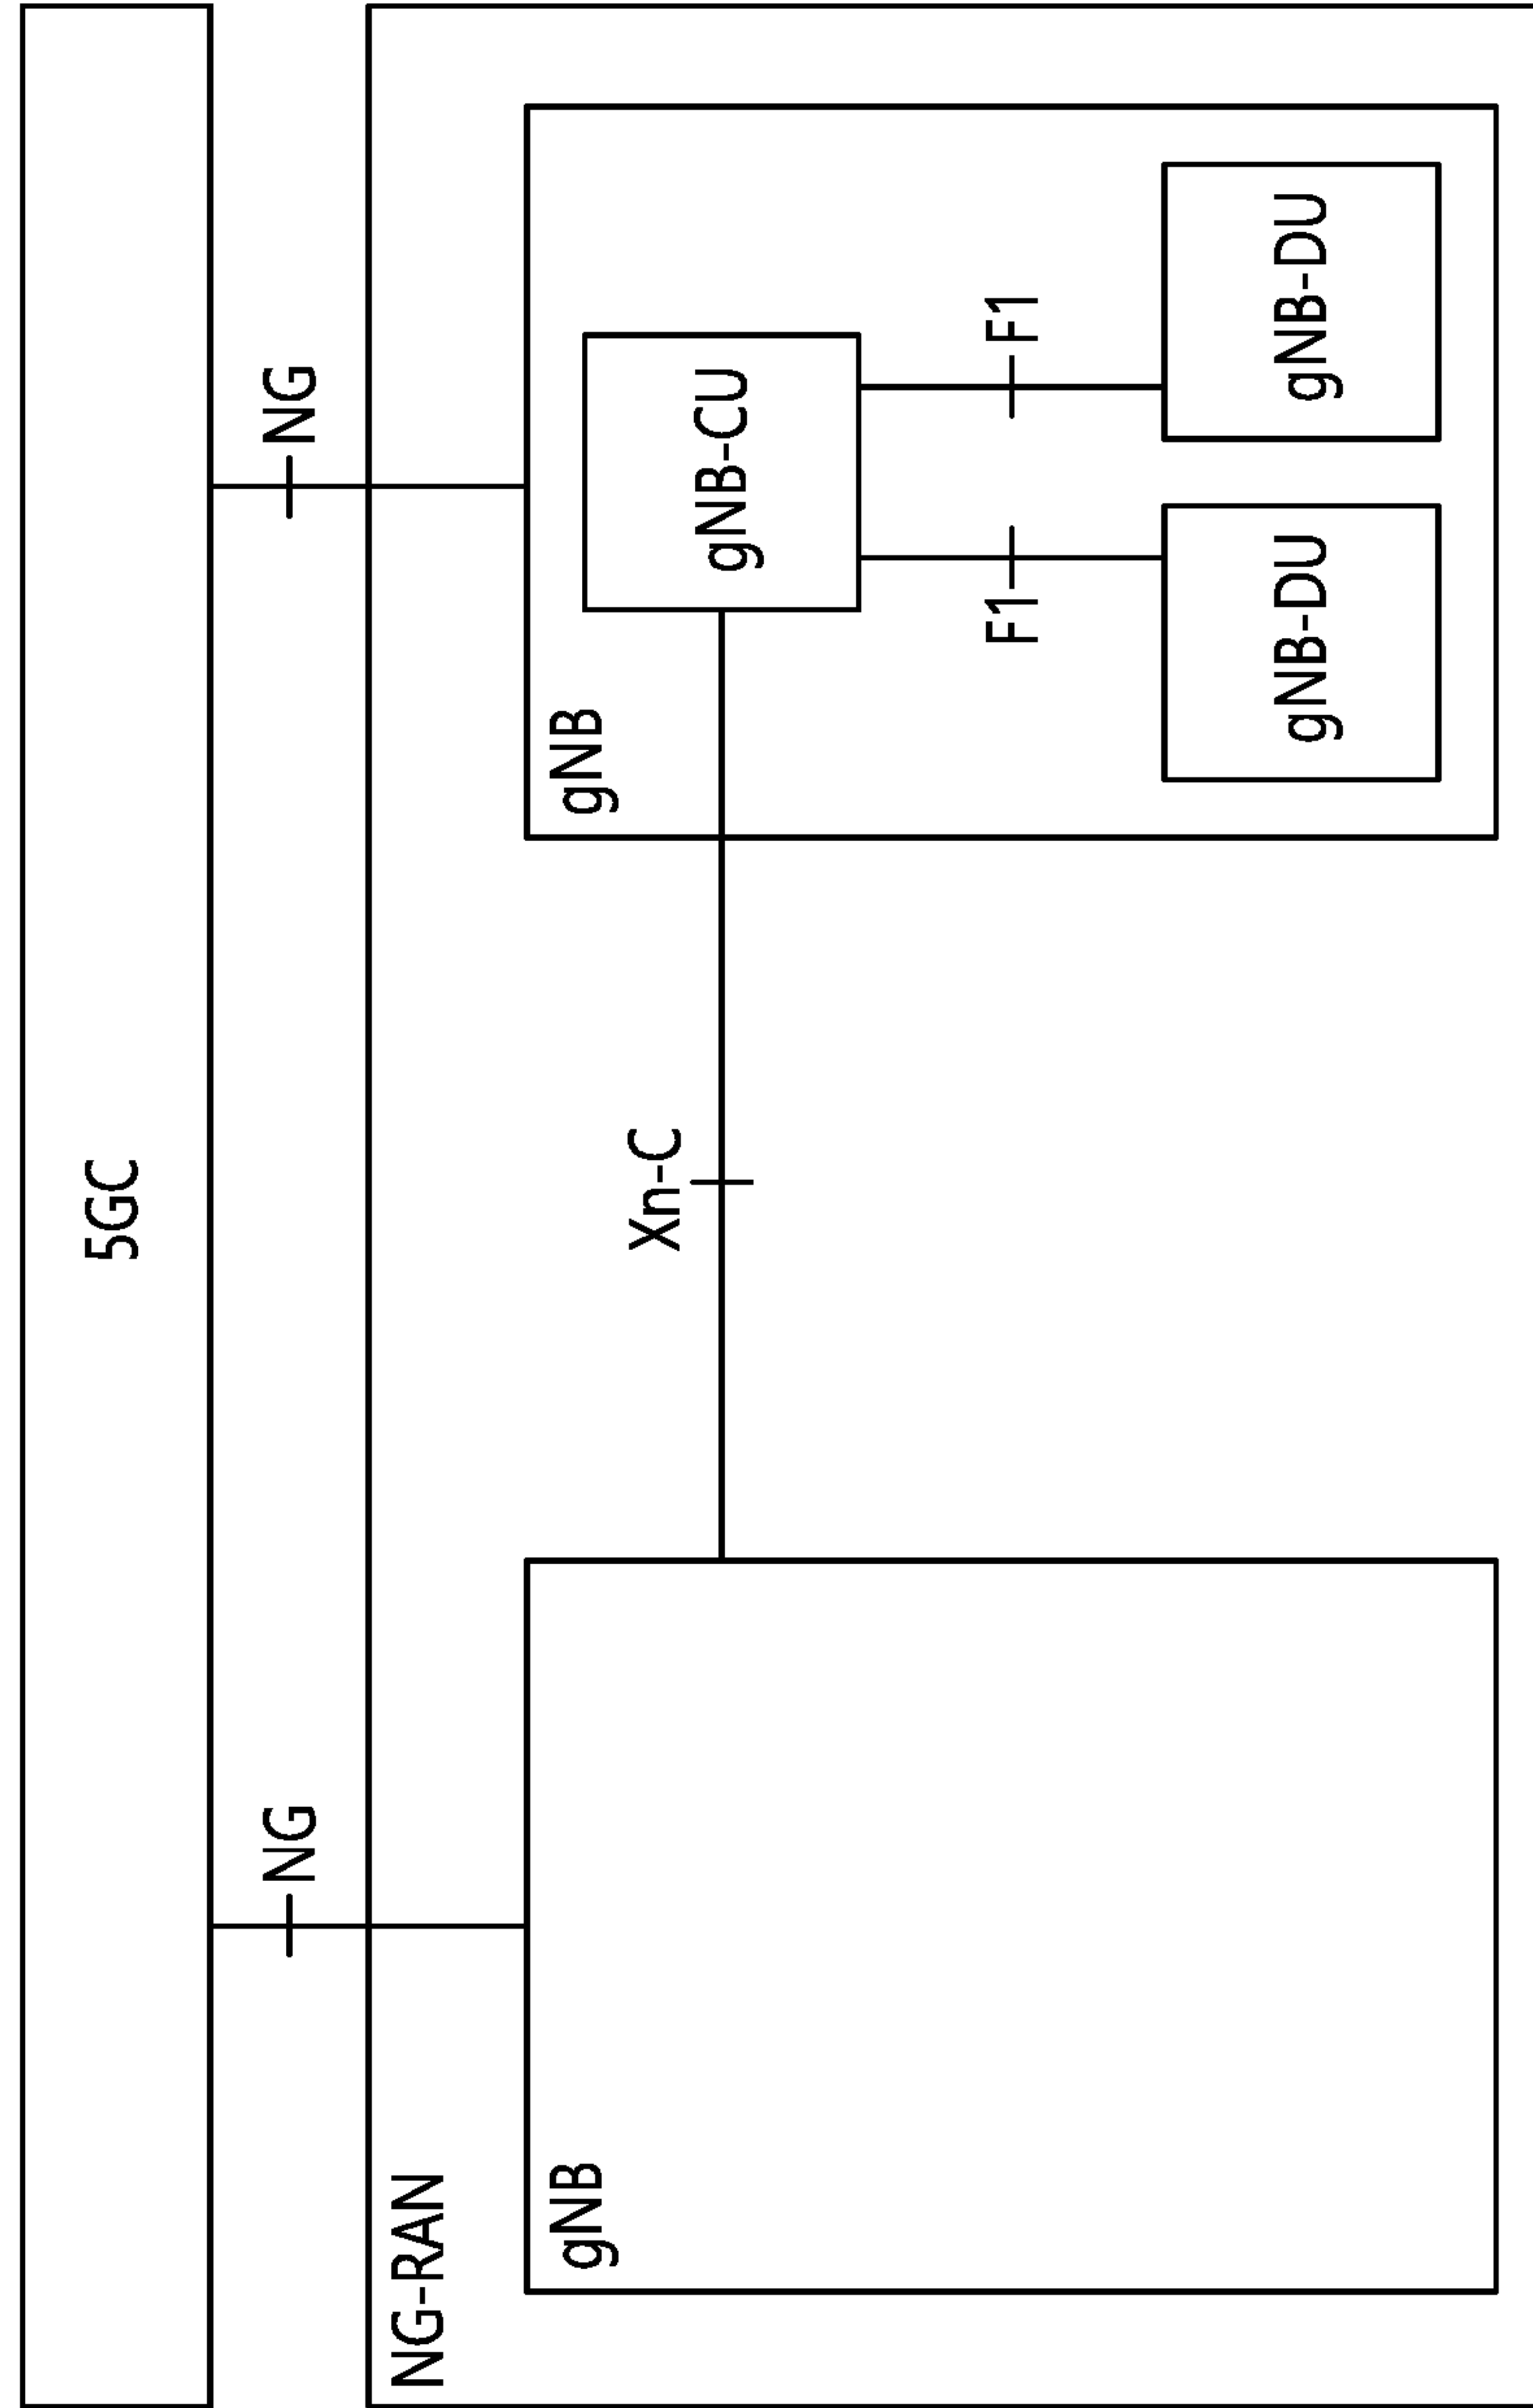 5GC
NG
NG
NG-RAN
gNB
gNB
Xn-C
gNB-CU
F1
F1
gNB-DU
gNB-DU